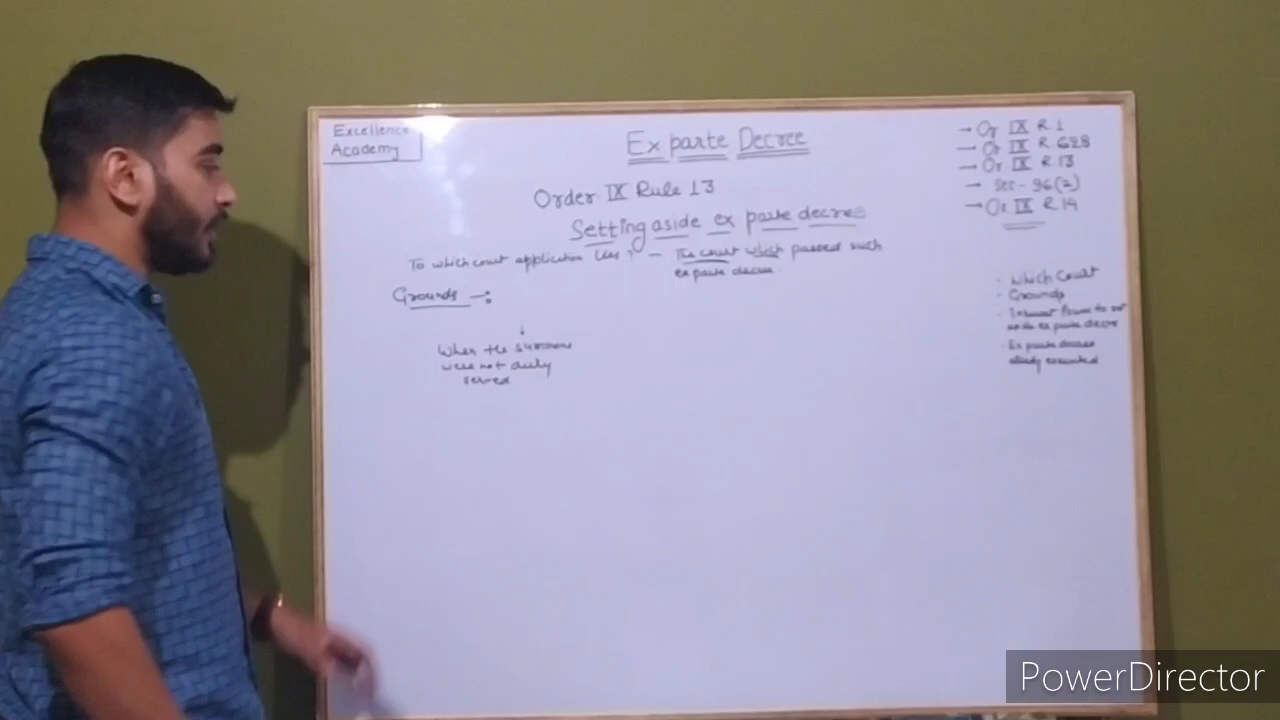 Excellence
Academy
Ex parte Decree
Order IX Rule 13
Setting aside ex parte decree
To which court application lies? - The court which passed such
ex parte decree.
Grounds -:
↓
When the summons
were not duly
served
→ Or IX R. 1
→ Or IX R. 6&8
→ Or IX R. 13
→ Sec - 96(2)
→ Or IX R. 14
· Which Court
· Grounds
· Inherent Power to set
aside ex parte decree
· Ex parte decree
already executed
PowerDirector